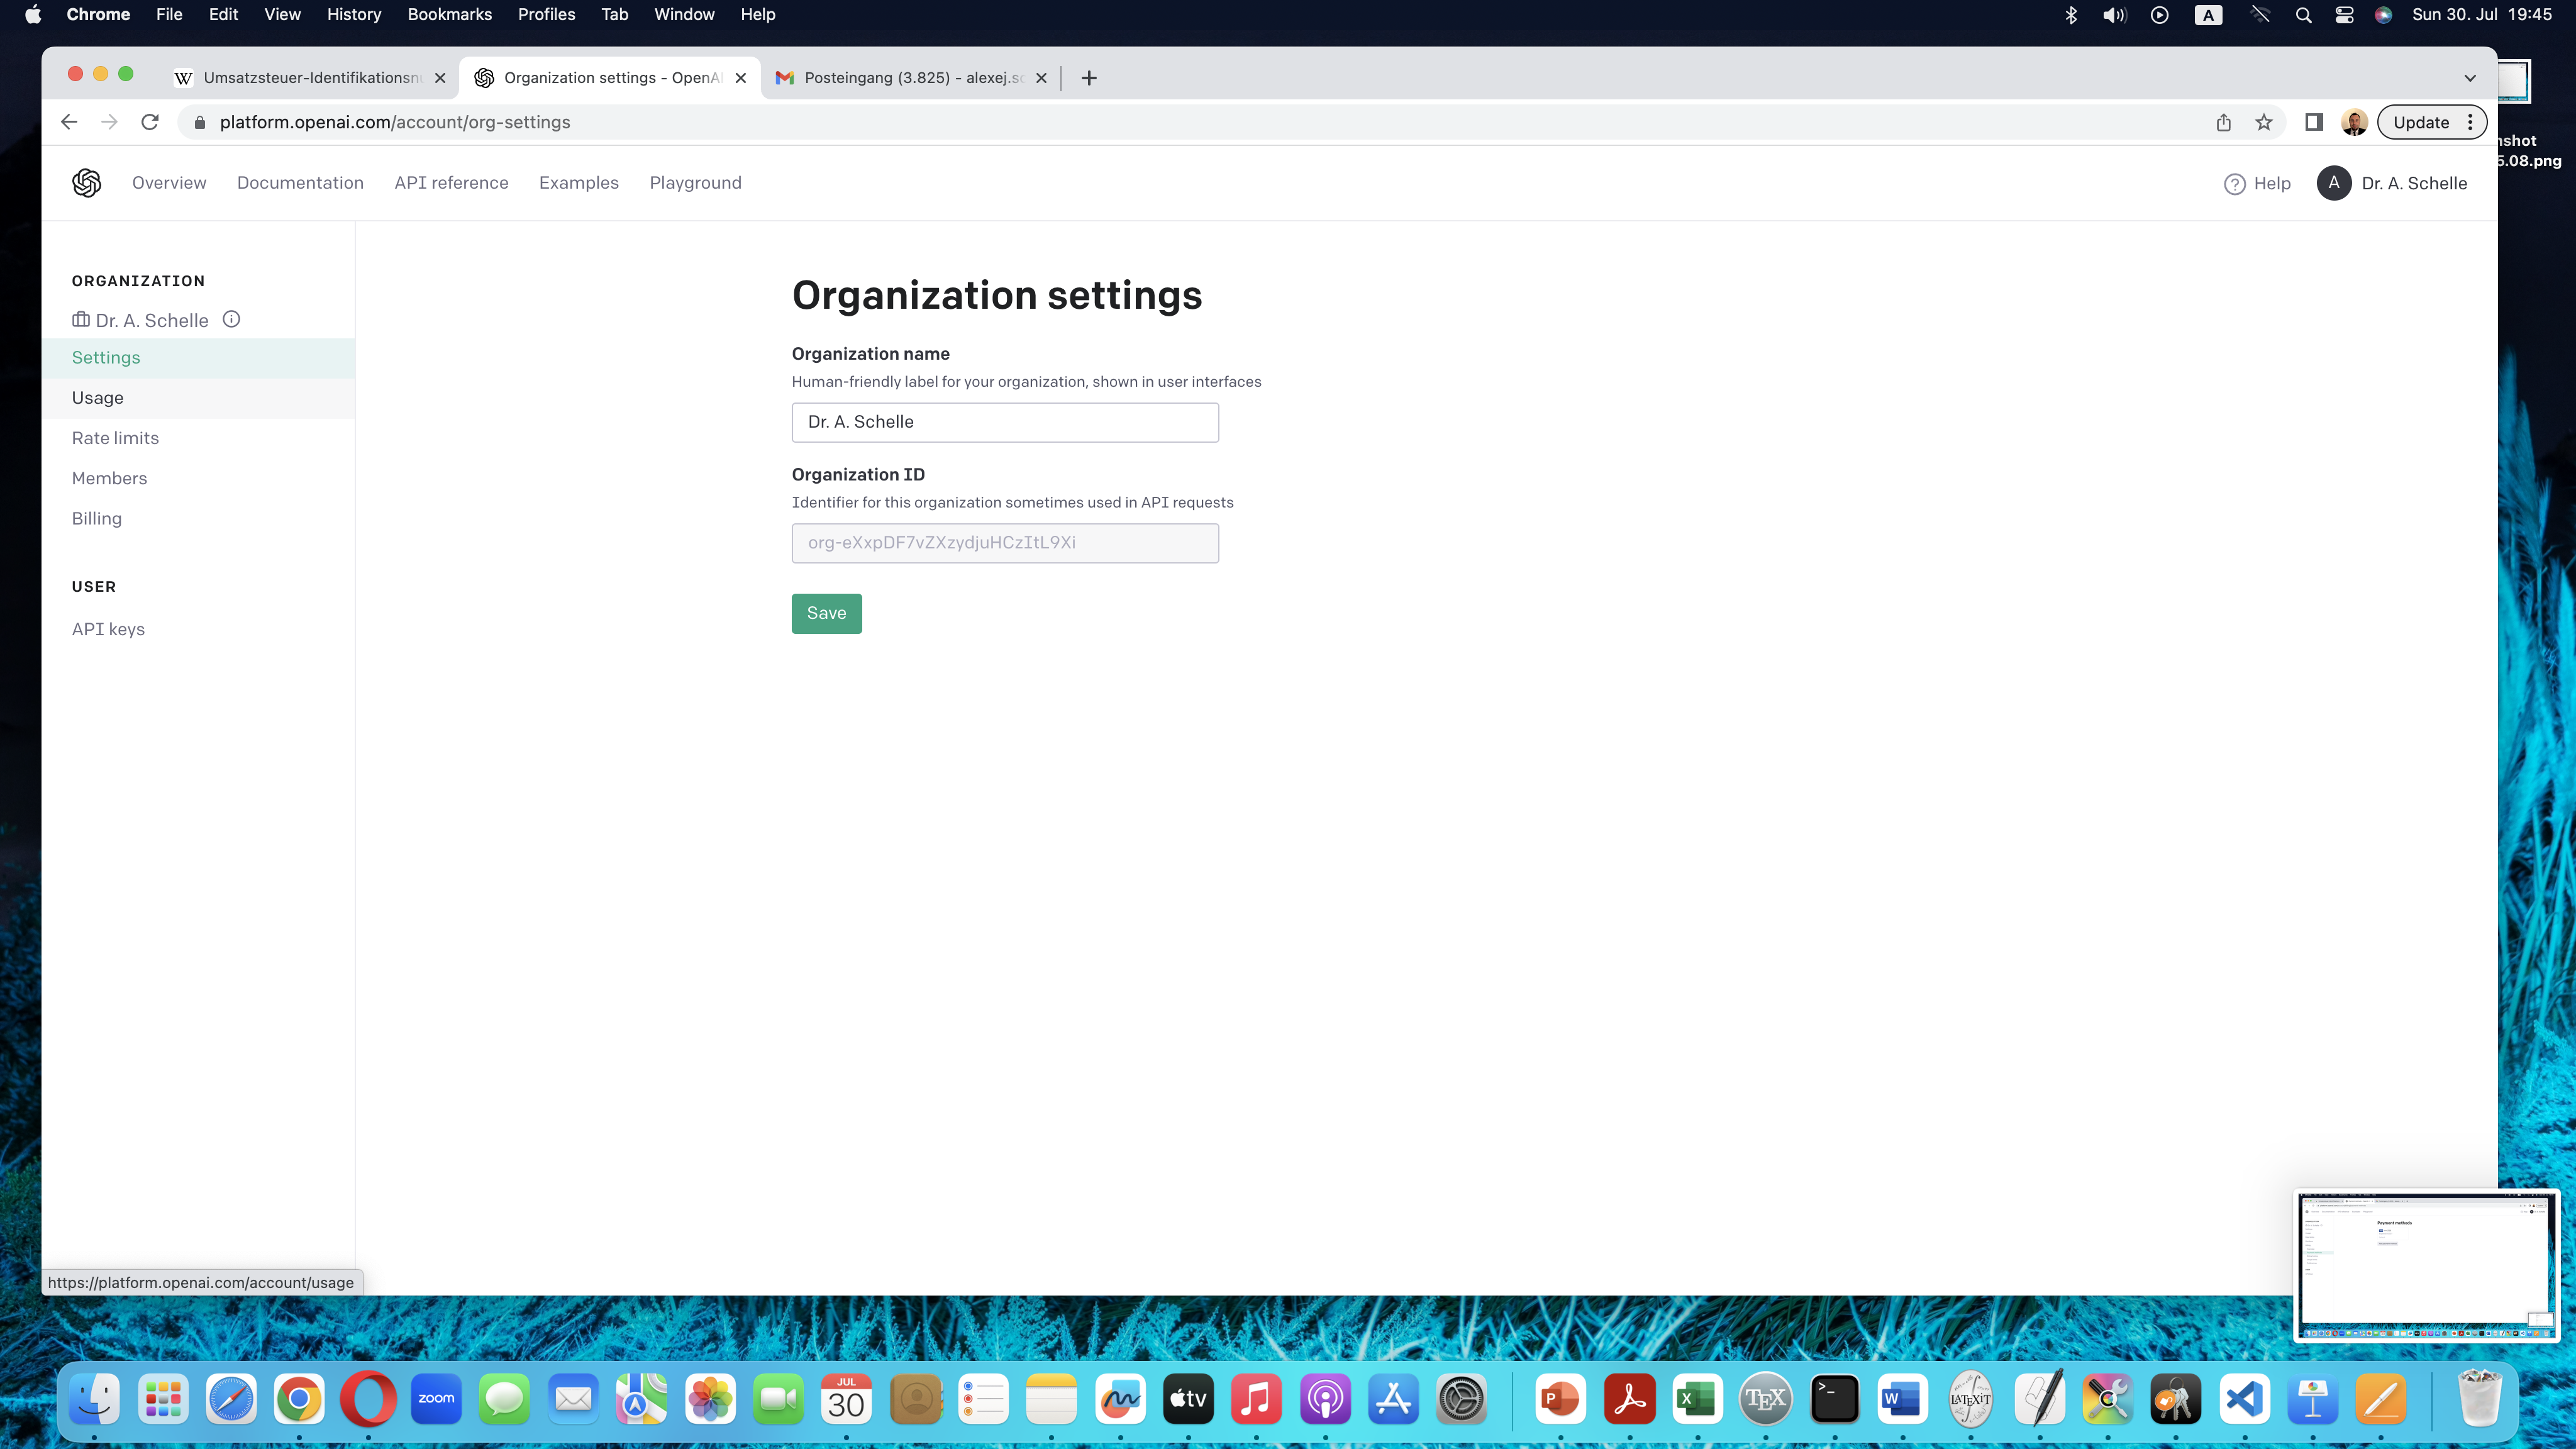 Chrome File Edit View History Bookmarks Profiles Tab Window Help
A Sun 30. Jul 19:45
W Umsatzsteuer-Identifikationsnu
Organization settings - OpenAI
Posteingang (3.825) - alexej.sc
platform.openai.com/account/org-settings
Update
nshot
5.08.png
Overview Documentation API reference Examples Playground
Help A Dr. A. Schelle
ORGANIZATION
Dr. A. Schelle
Settings
Usage
Rate limits
Members
Billing
USER
API keys
Organization settings
Organization name
Human-friendly label for your organization, shown in user interfaces
Dr. A. Schelle
Organization ID
Identifier for this organization sometimes used in API requests
org-eXxpDF7vZXzydjuHCzItL9Xi
Save
https://platform.openai.com/account/usage
Payment methods
zoom
tv
JUL
30
P
X
TEX
>_
W
LATEXiT